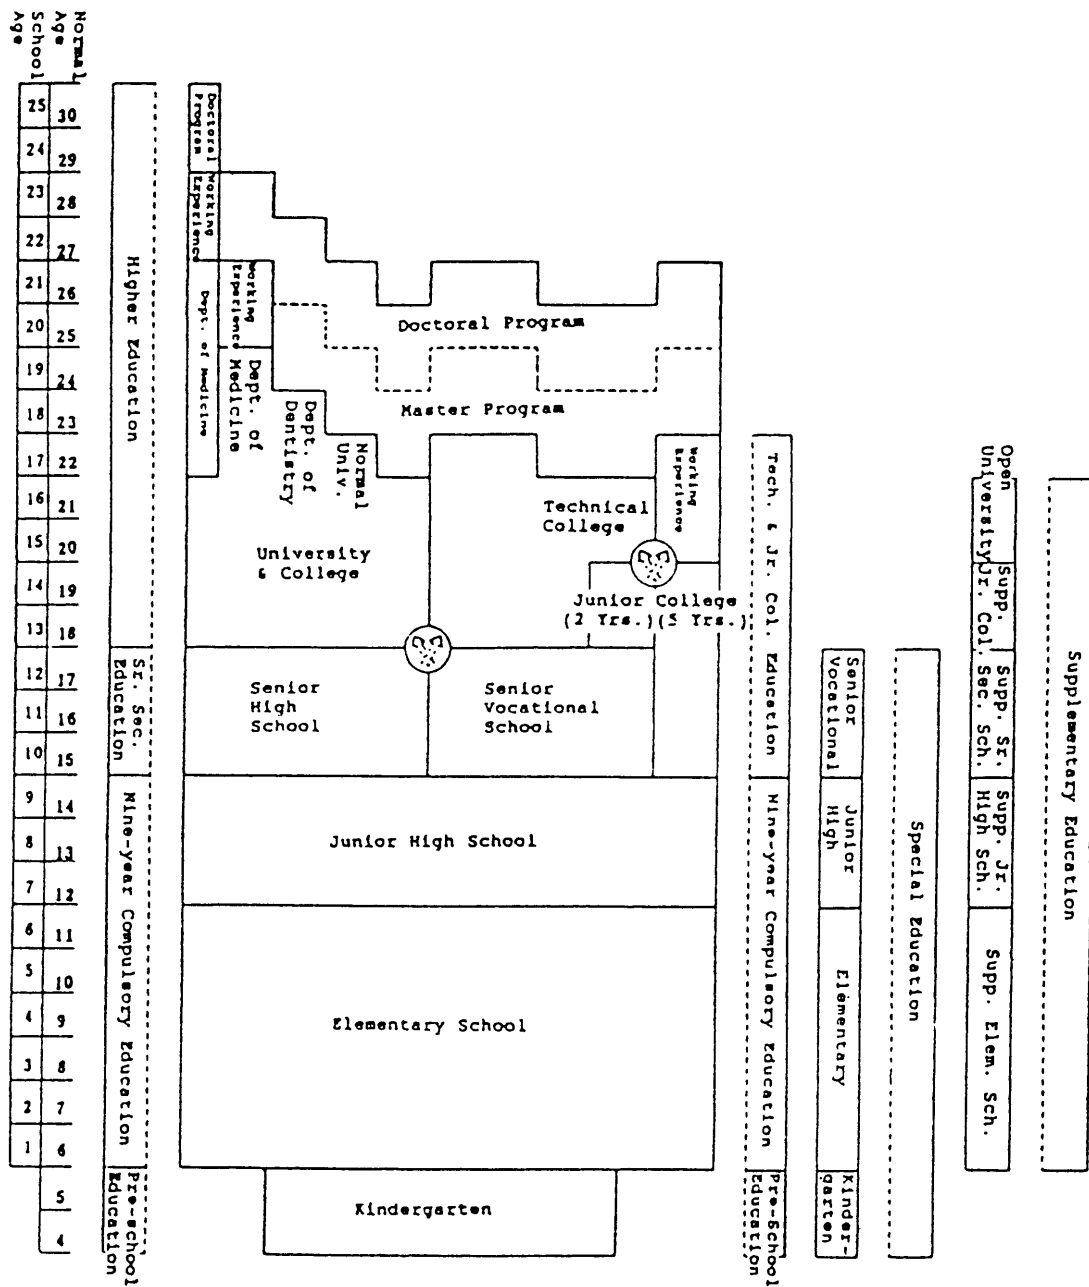 Normal
Age
School
Age
25
24
23
22
21
20
19
18
17
16
15
14
13
12
11
10
9
8
7
6
5
4
3
2
1
30
29
28
27
26
25
24
23
22
21
20
19
18
17
16
15
14
13
12
11
10
9
8
7
6
5
4
Higher Education
Sr. Sec.
Education
Nine-year Compulsory Education
Pre-school
Education
Doctoral
Program
Working
Experience
Dept. of Medicine
Working
Experience
Dept. of
Medicine
Dept. of
Dentistry
Normal
Univ.
Doctoral Program
Master Program
University
& College
Technical
College
Working
Experience
Junior College
(2 Yrs.)(5 Yrs.)
Senior
High
School
Senior
Vocational
School
Junior High School
Elementary School
Kindergarten
Tech. & Jr. Col. Education
Nine-year Compulsory Education
Pre-School
Education
Senior
Vocational
Junior
High
Elementary
Kinder-
garten
Special Education
Open
University
Supp.
Jr. Col.
Supp. Sr.
Sec. Sch.
Supp. Jr.
High Sch.
Supp. Elem. Sch.
Supplementary Education